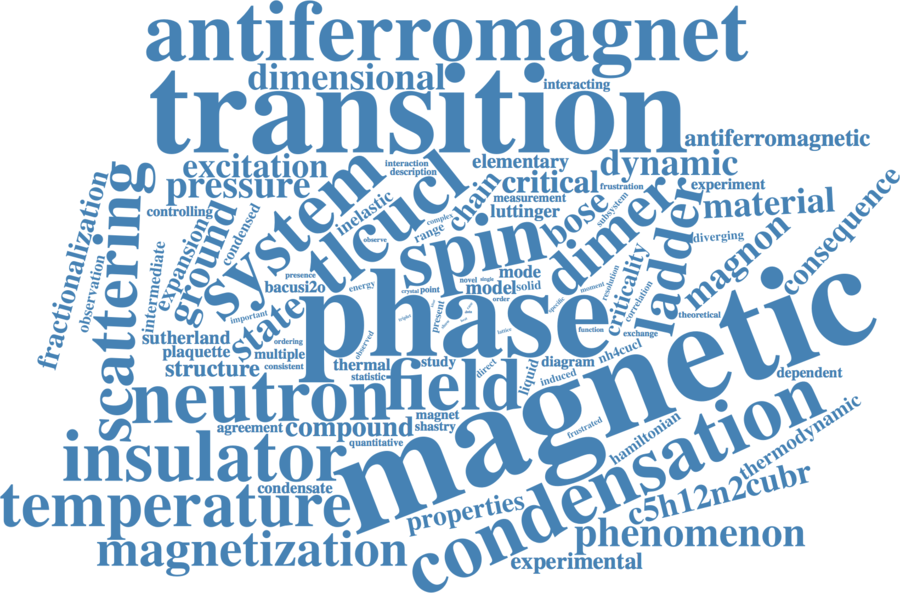 antiferromagnet
dimensional
interacting
transition
antiferromagnetic
excitation
interaction
description
elementary
dynamic
pressure
system
tlcucl
inelastic
chain
critical
frustration
experiment
measurement
luttinger
bose
subsystem
dimer
ladder
material
consequence
fractionalization
scattering
controlling
condensed
expansion
ground
observation
intermediate
observe
complex
range
spin
diverging
magnon
criticality
correlation
resolution
moment
specific
presence
bacusi2o
energy
mode
novel
single
model
solid
crystal
point
order
present
important
state
phase
magnetic
theoretical
function
exchange
sutherland
ordering
plaquette
multiple
consistent
structure
observed
thermal
statistic
study
direct
liquid
diagram
induced
nh4cucl
lattice
dependent
neutron
field
magnet
shastry
agreement
compound
quantitative
frustrated
hamiltonian
thermodynamic
insulator
condensate
temperature
condensation
c5h12n2cubr
properties
phenomenon
magnetization
experimental